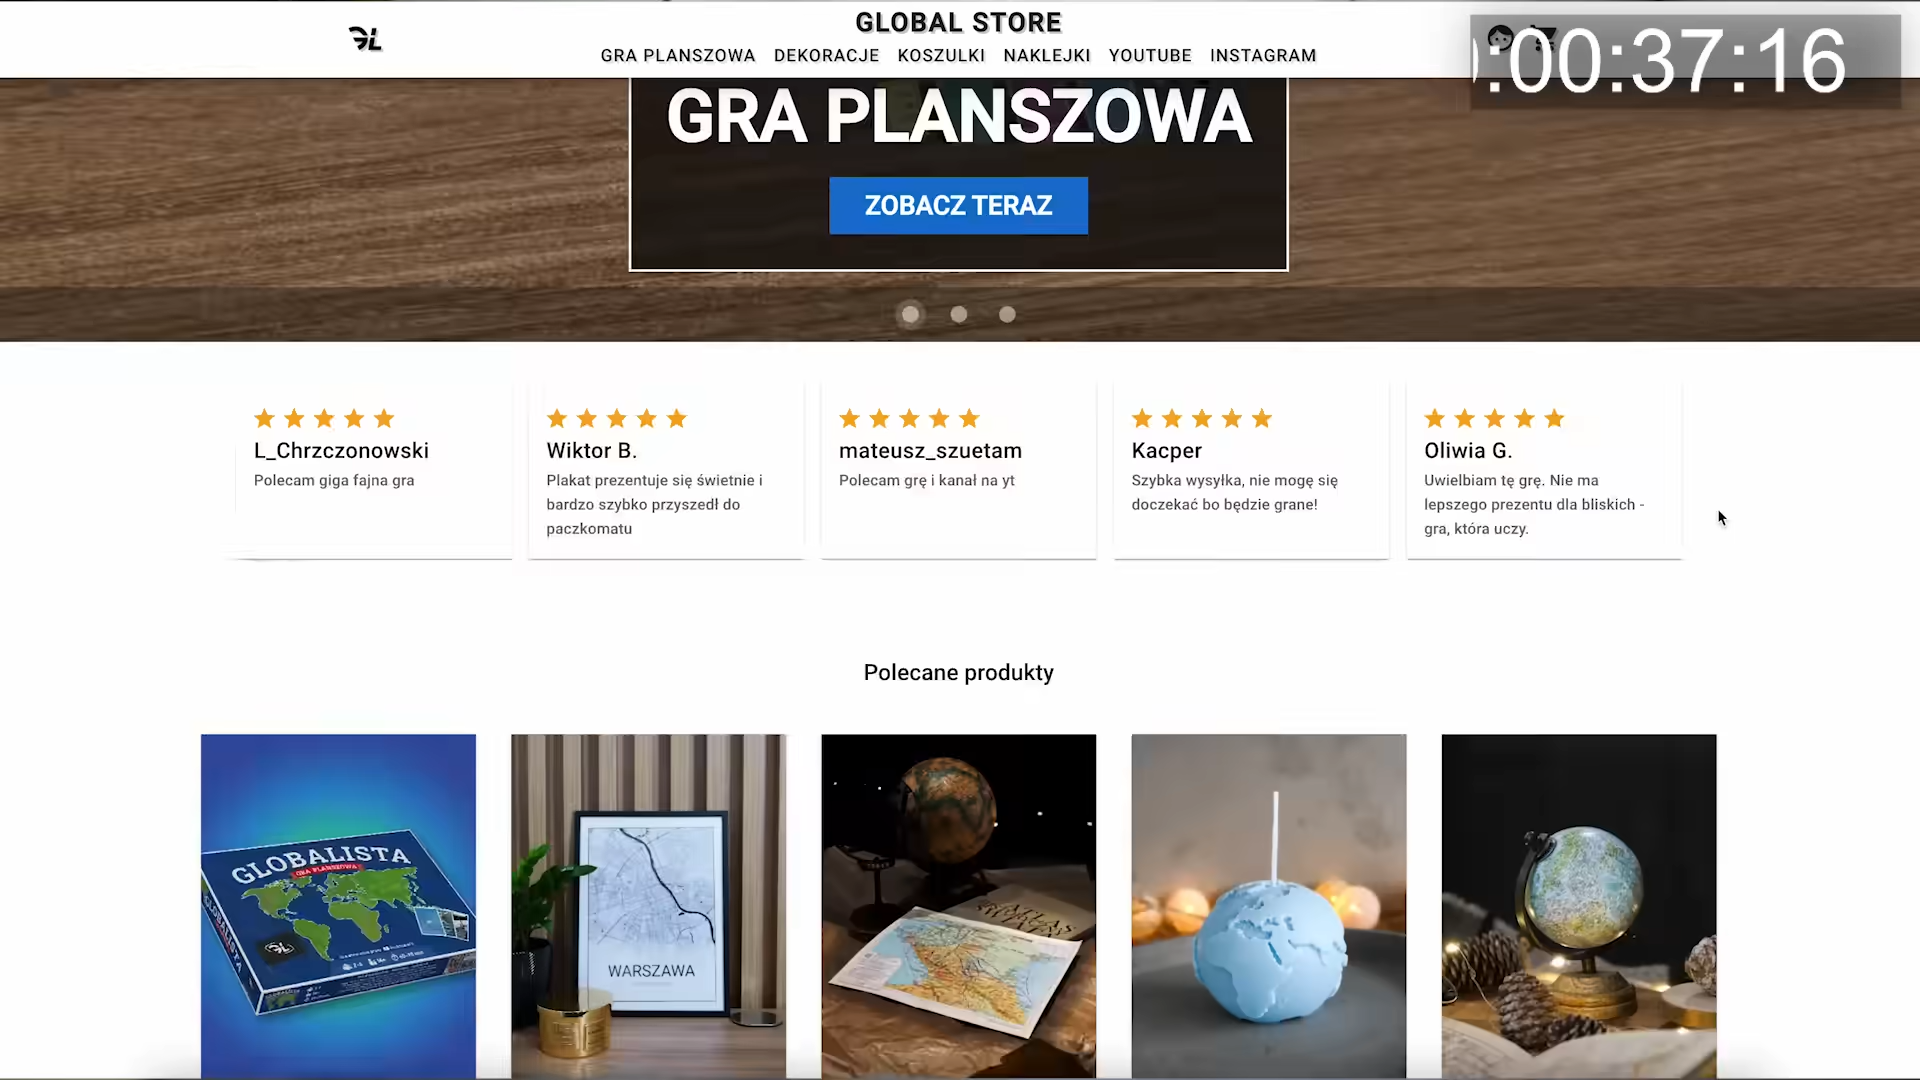 GLOBAL STORE
GRA PLANSZOWA DEKORACJE KOSZULKI NAKLEJKI YOUTUBE INSTAGRAM
:00:37:16
GRA PLANSZOWA
ZOBACZ TERAZ
L_Chrzczonowski
Polecam giga fajna gra
Wiktor B.
Plakat prezentuje się świetnie i
bardzo szybko przyszedł do
paczkomatu
mateusz_szuetam
Polecam grę i kanał na yt
Kacper
Szybka wysyłka, nie mogę się
doczekać bo będzie grane!
Oliwia G.
Uwielbiam tę grę. Nie ma
lepszego prezentu dla bliskich -
gra, która uczy.
Polecane produkty
GLOBALISTA
GRA PLANSZOWA
GLOBALISTA
WARSZAWA